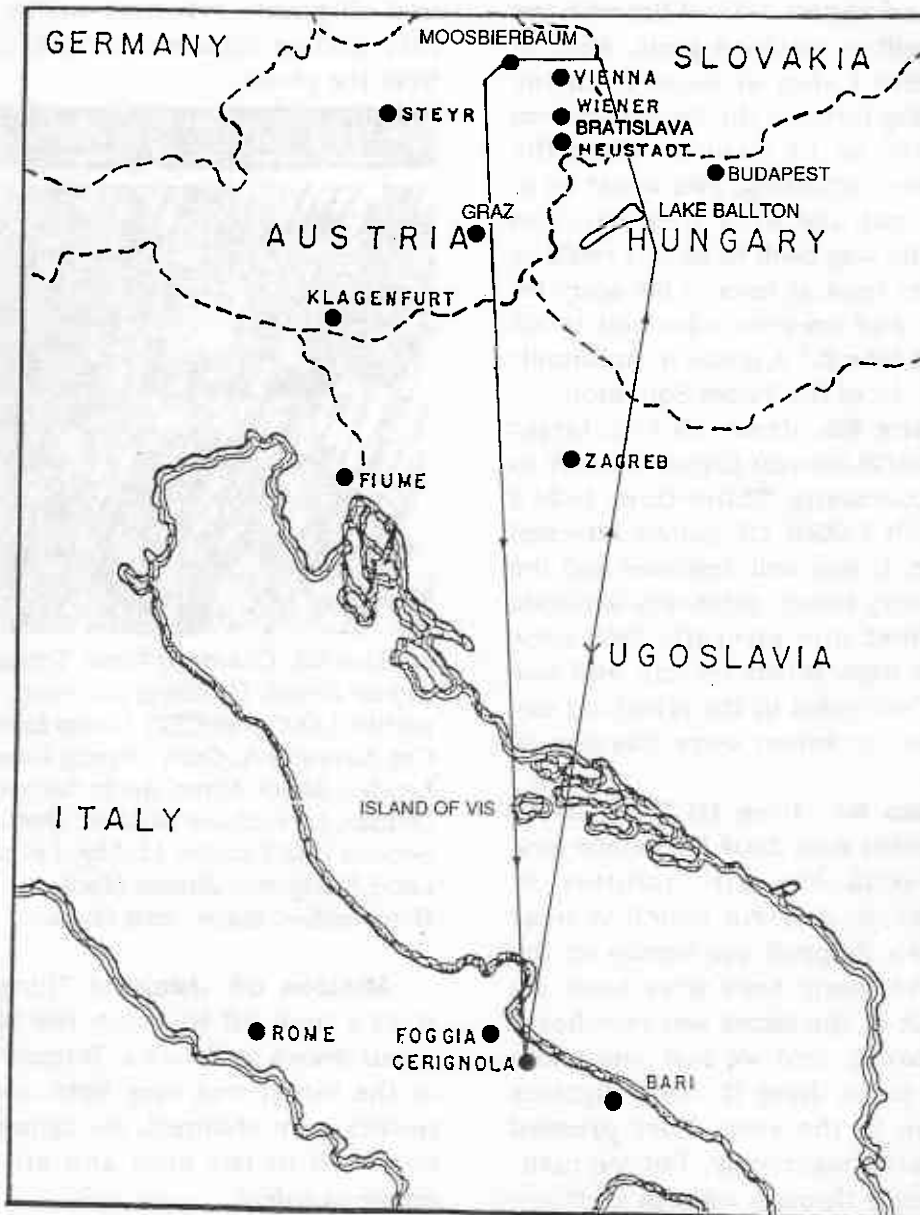 GERMANY
MOOSBIERBAUM
SLOVAKIA
VIENNA
STEYR
WIENER
BRATISLAVA
NEUSTADT
BUDAPEST
GRAZ
LAKE BALLTON
AUSTRIA
HUNGARY
KLAGENFURT
ZAGREB
FIUME
UGOSLAVIA
ISLAND OF VIS
ITALY
ROME
FOGGIA
CERIGNOLA
BARI